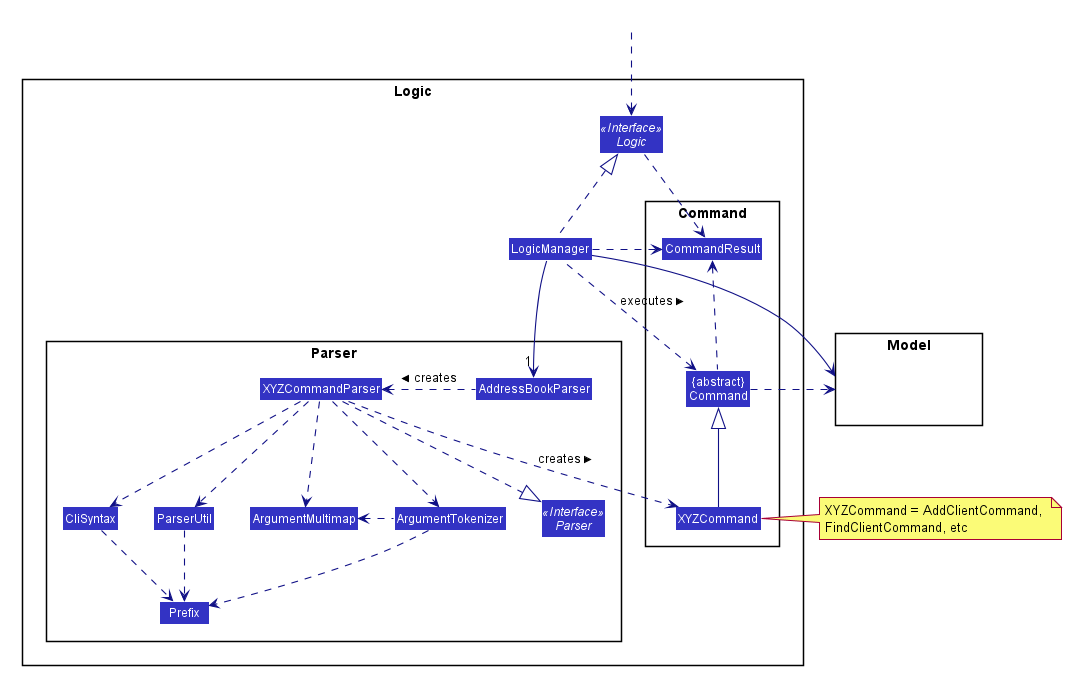 Logic
«Interface»
Logic
Command
LogicManager
CommandResult
executes ►
Model
Parser
1
◄ creates
XYZCommandParser
AddressBookParser
{abstract}
Command
creates ►
CliSyntax
ParserUtil
ArgumentMultimap
ArgumentTokenizer
«Interface»
Parser
XYZCommand
XYZCommand = AddClientCommand,
FindClientCommand, etc
Prefix